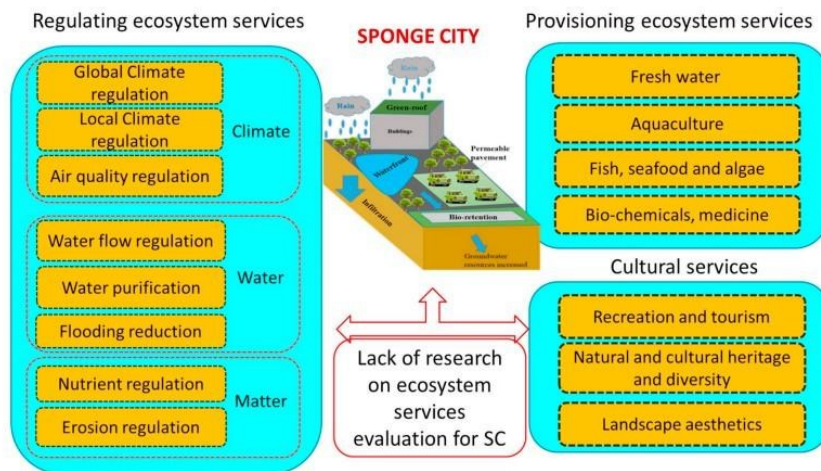 Regulating ecosystem services
Global Climate
regulation
Local Climate
regulation
Air quality regulation
Climate
Water flow regulation
Water purification
Flooding reduction
Water
Nutrient regulation
Erosion regulation
Matter
SPONGE CITY
Rain
Rain
Green-roof
Buildings
Permeable
pavement
Waterfront
Infiltration
Bio-retention
Groundwater
resources increased
Lack of research
on ecosystem
services
evaluation for SC
Provisioning ecosystem services
Fresh water
Aquaculture
Fish, seafood and algae
Bio-chemicals, medicine
Cultural services
Recreation and tourism
Natural and cultural heritage
and diversity
Landscape aesthetics